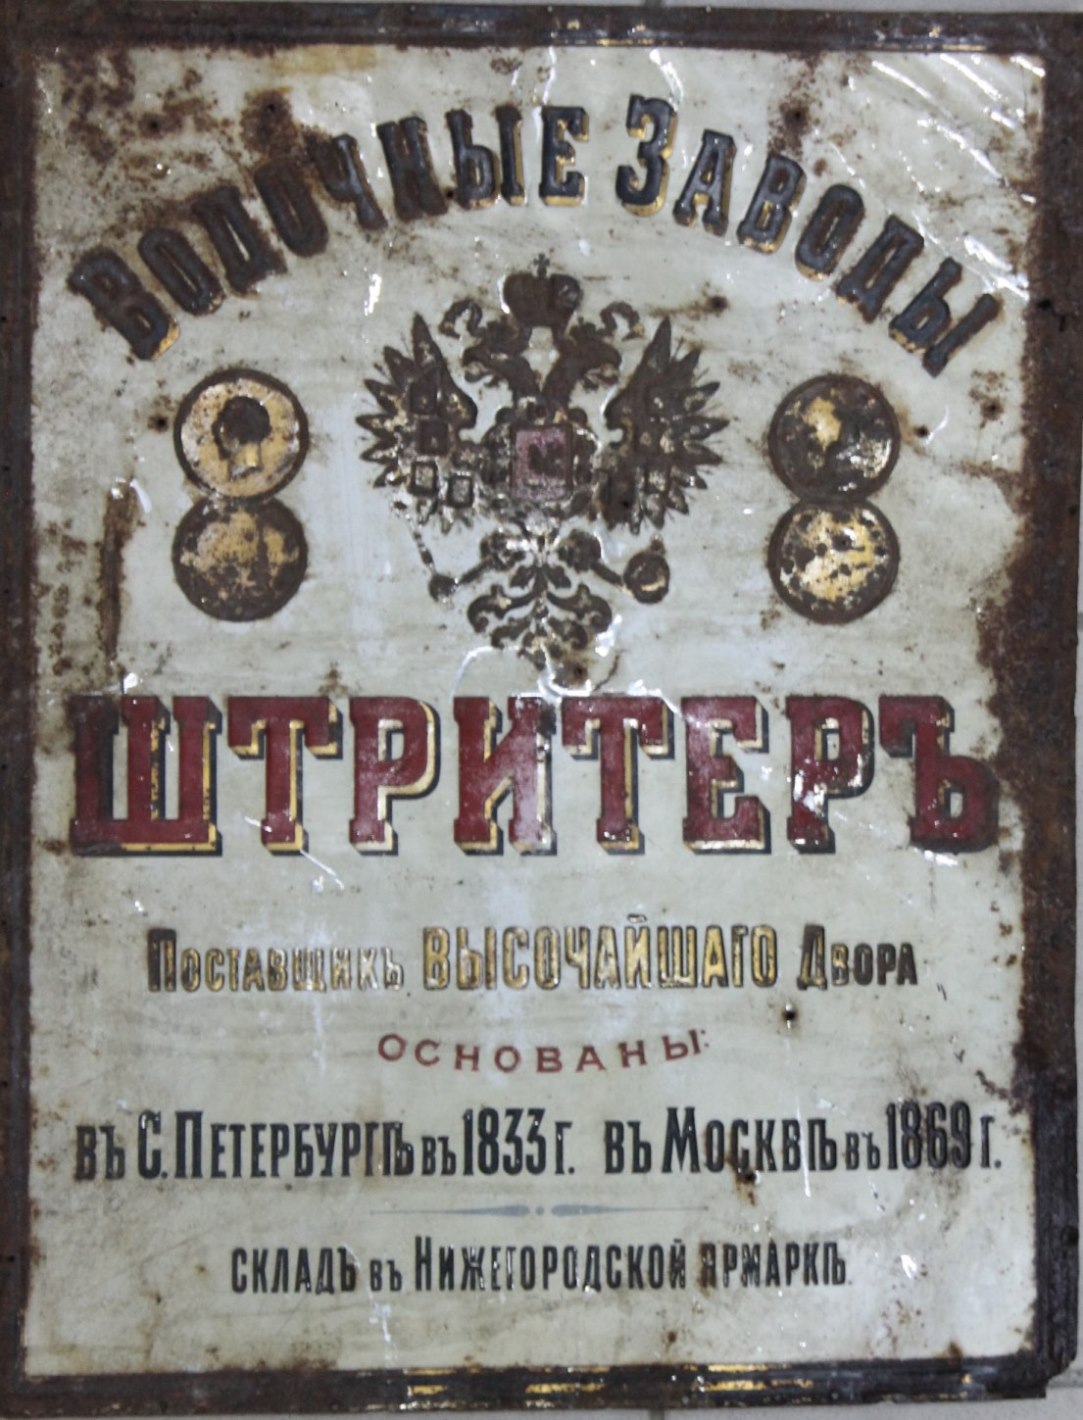 Водочные Заводы
ШТРИТЕРЪ
Поставщикъ ВЫСОЧАЙШАГО Двора
ОСНОВАНЫ:
въ С. Петербургѣ въ 1833 г. въ Москвѣ въ 1869 г.
складъ въ Нижегородской ярмаркѣ.